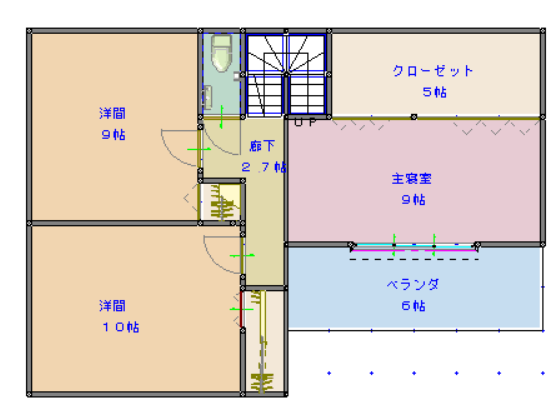 クローゼット
5帖
洋間
9帖
UP
廊下
2.7帖
主寝室
9帖
ベランダ
6帖
洋間
10帖